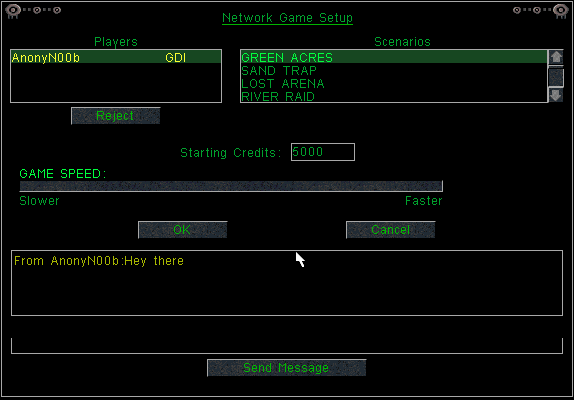 Network Game Setup
Players
Scenarios
AnonyN00b GDI
GREEN ACRES
SAND TRAP
LOST ARENA
RIVER RAID
Reject
Starting Credits: 5000
GAME SPEED:
Slower Faster
OK Cancel
From AnonyN00b:Hey there
Send Message